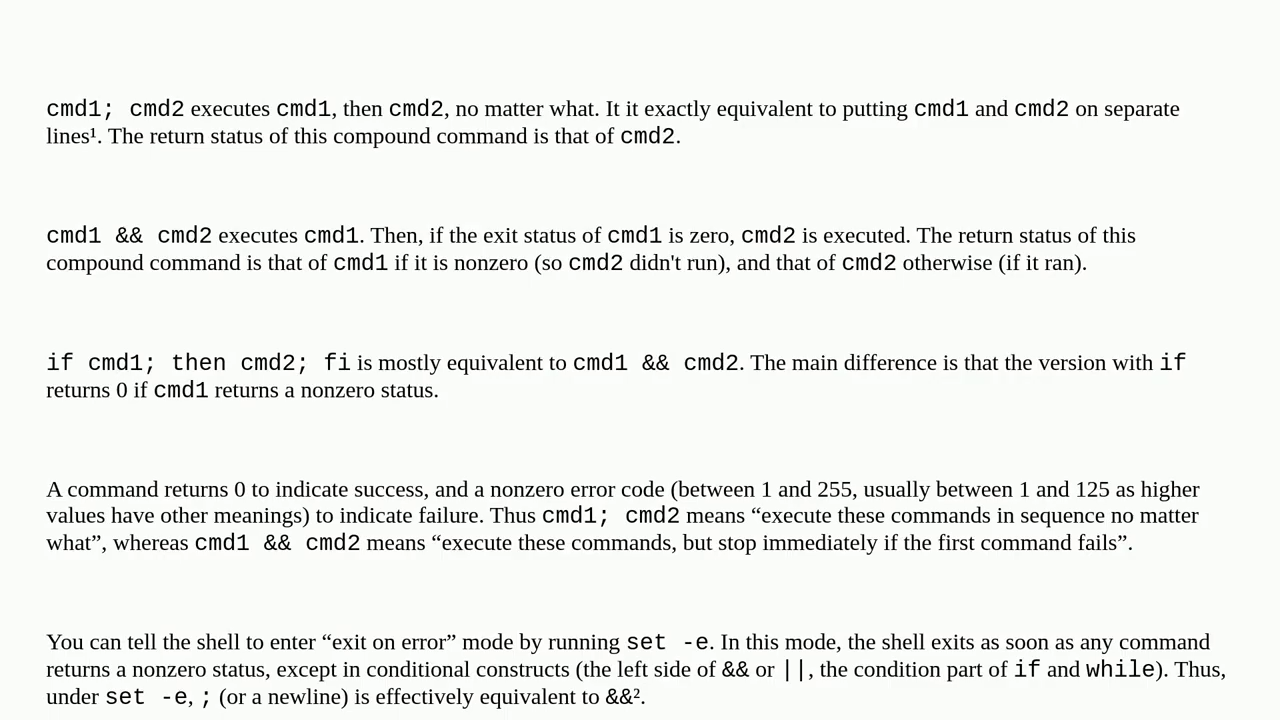 cmd1; cmd2 executes cmd1, then cmd2, no matter what. It it exactly equivalent to putting cmd1 and cmd2 on separate
lines¹. The return status of this compound command is that of cmd2.
cmd1 && cmd2 executes cmd1. Then, if the exit status of cmd1 is zero, cmd2 is executed. The return status of this
compound command is that of cmd1 if it is nonzero (so cmd2 didn't run), and that of cmd2 otherwise (if it ran).
if cmd1; then cmd2; fi is mostly equivalent to cmd1 && cmd2. The main difference is that the version with if
returns 0 if cmd1 returns a nonzero status.
A command returns 0 to indicate success, and a nonzero error code (between 1 and 255, usually between 1 and 125 as higher
values have other meanings) to indicate failure. Thus cmd1; cmd2 means “execute these commands in sequence no matter
what”, whereas cmd1 && cmd2 means “execute these commands, but stop immediately if the first command fails”.
You can tell the shell to enter “exit on error” mode by running set -e. In this mode, the shell exits as soon as any command
returns a nonzero status, except in conditional constructs (the left side of && or ||, the condition part of if and while). Thus,
under set -e, ; (or a newline) is effectively equivalent to &&².